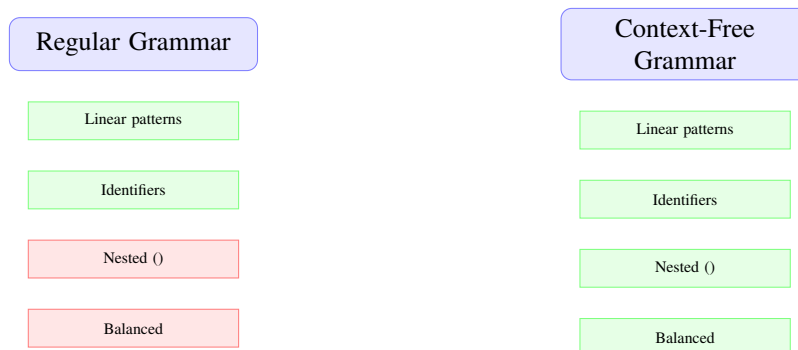 Regular Grammar
Linear patterns
Identifiers
Nested ()
Balanced
Context-Free
Grammar
Linear patterns
Identifiers
Nested ()
Balanced